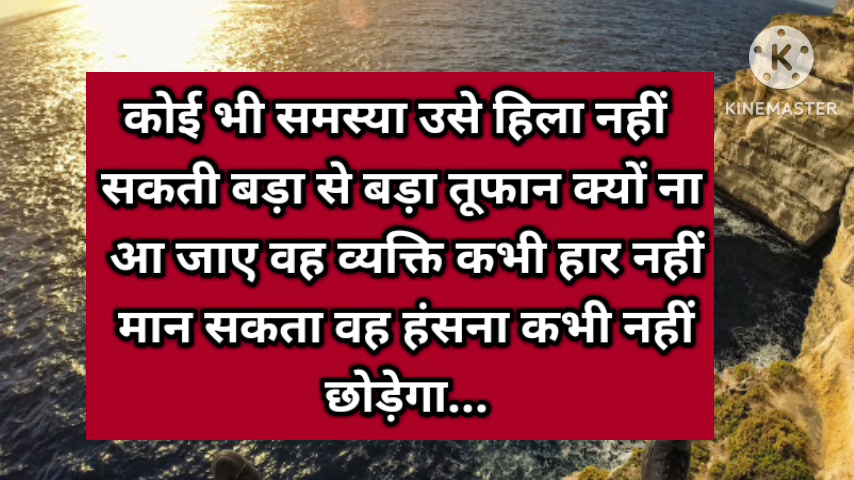 कोई भी समस्या उसे हिला नहीं
सकती बड़ा से बड़ा तूफान क्यों ना
आ जाए वह व्यक्ति कभी हार नहीं
मान सकता वह हंसना कभी नहीं
छोड़ेगा...
K
KINEMASTER